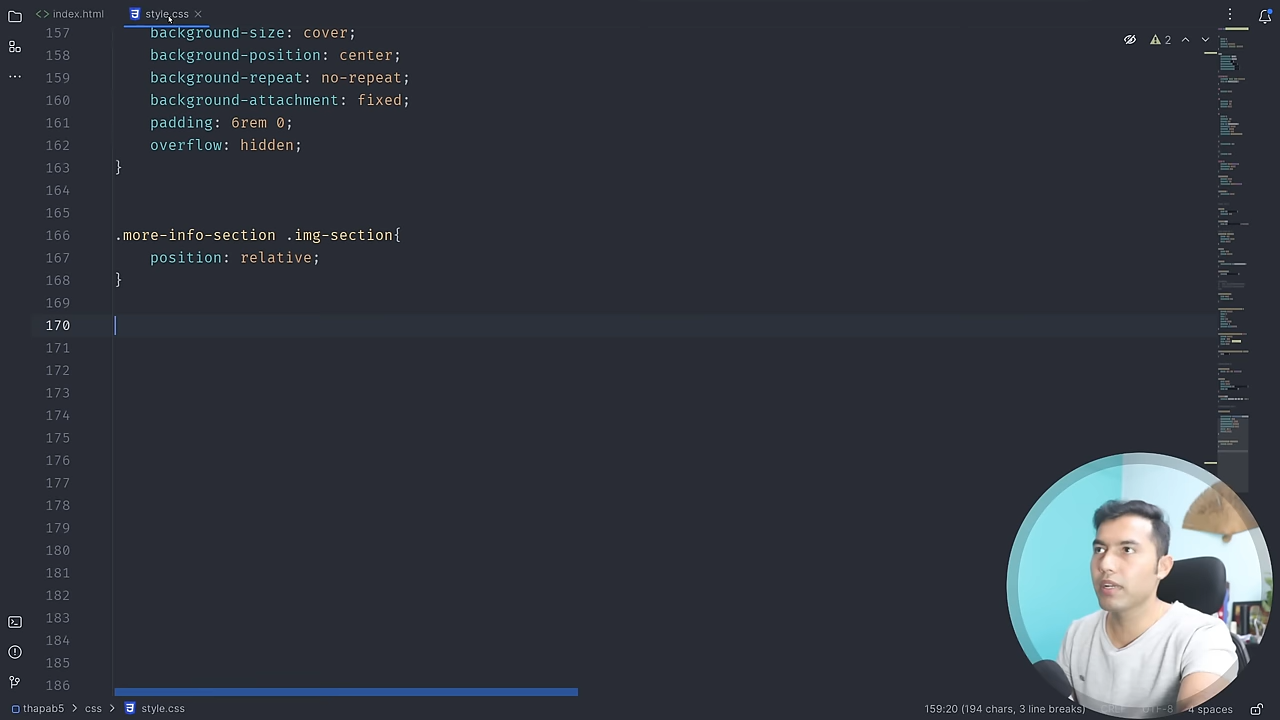 index.html
style.css
2
157 background-size: cover;
158 background-position: center;
159 background-repeat: no-repeat;
160 background-attachment: fixed;
161 padding: 6rem 0;
162 overflow: hidden;
163 }
164
165
166 .more-info-section .img-section{
167 position: relative;
168 }
169
170
171
172
173
174
175
176
177
178
179
180
181
182
183
184
185
186
thapab5 > css > style.css
159:20 (194 chars, 3 line breaks) CRLF UTF-8 4 spaces